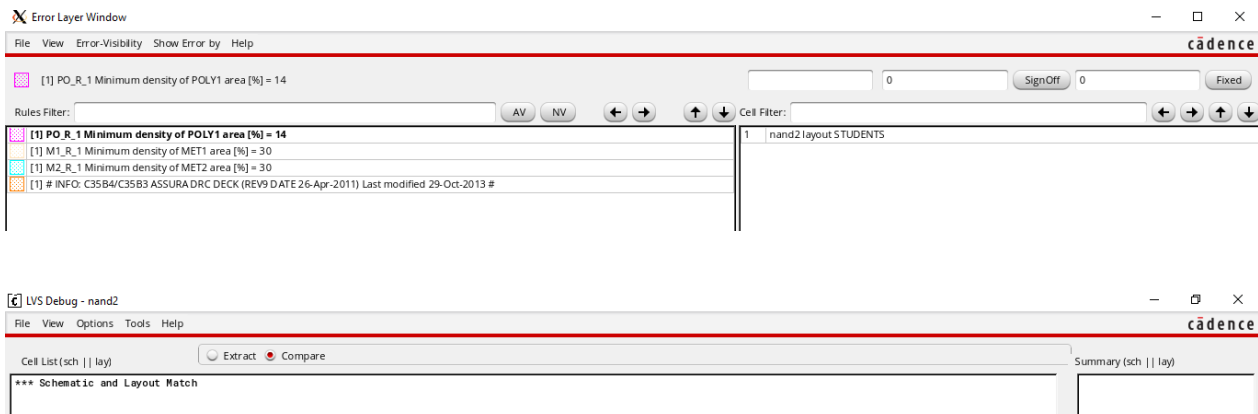 Error Layer Window
File View Error-Visibility Show Error by Help
cādence
[1] PO_R_1 Minimum density of POLY1 area [%] = 14
0 SignOff 0 Fixed
Rules Filter: AV NV Cell Filter:
[1] PO_R_1 Minimum density of POLY1 area [%] = 14
1 nand2 layout STUDENTS
[1] M1_R_1 Minimum density of MET1 area [%] = 30
[1] M2_R_1 Minimum density of MET2 area [%] = 30
[1] # INFO: C35B4/C35B3 ASSURA DRC DECK (REV9 DATE 26-Apr-2011) Last modified 29-Oct-2013 #
LVS Debug - nand2
File View Options Tools Help
cādence
Cell List (sch || lay) Extract Compare Summary (sch || lay)
*** Schematic and Layout Match